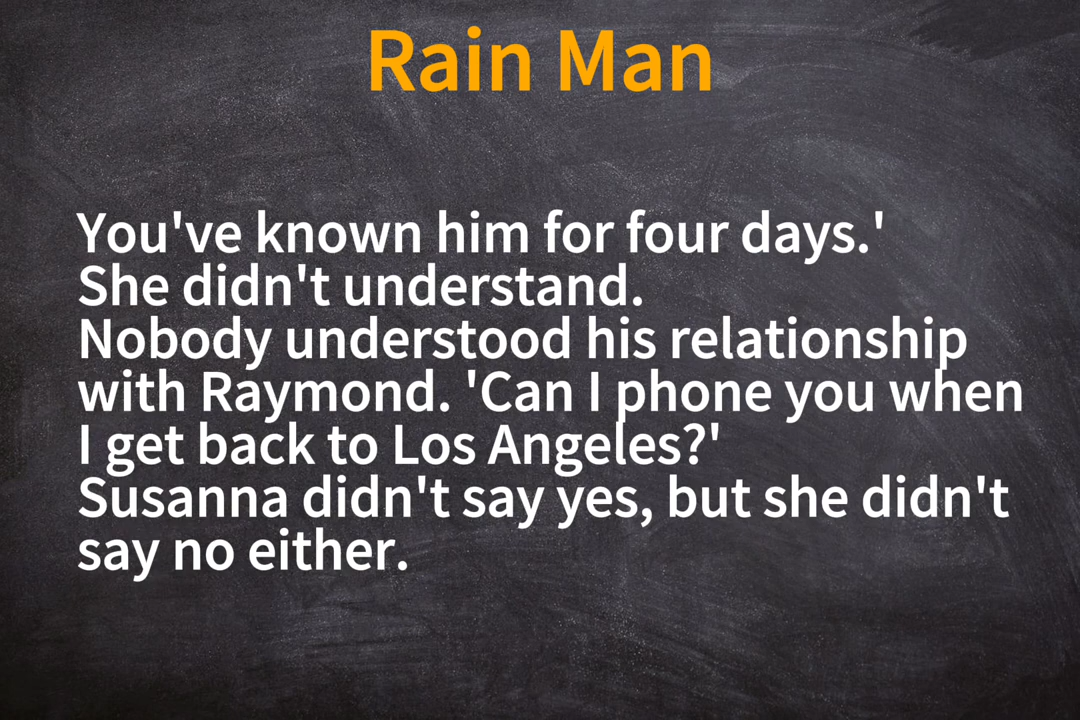 Rain Man
You've known him for four days.'
She didn't understand.
Nobody understood his relationship
with Raymond. 'Can I phone you when
I get back to Los Angeles?'
Susanna didn't say yes, but she didn't
say no either.